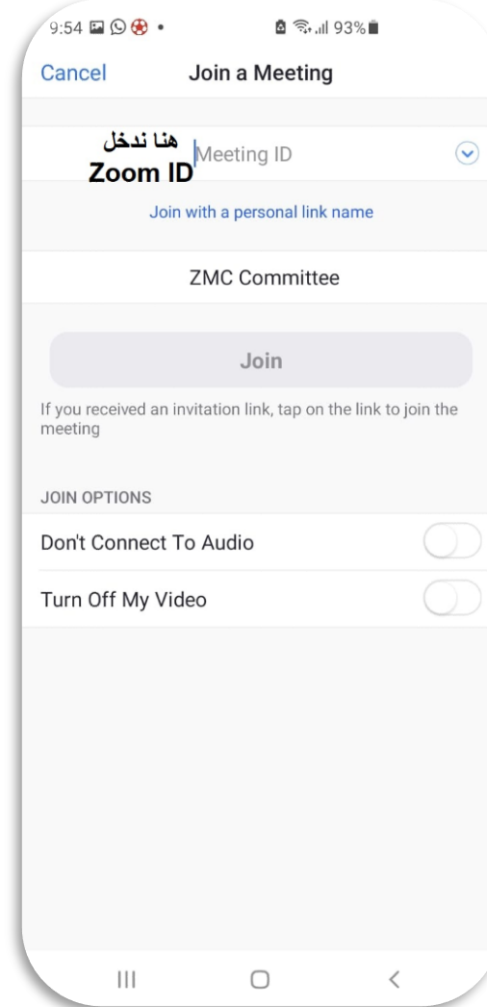 9:54 93%
Cancel Join a Meeting
هنا ندخل
Zoom ID
Meeting ID
Join with a personal link name
ZMC Committee
Join
If you received an invitation link, tap on the link to join the
meeting
JOIN OPTIONS
Don't Connect To Audio
Turn Off My Video